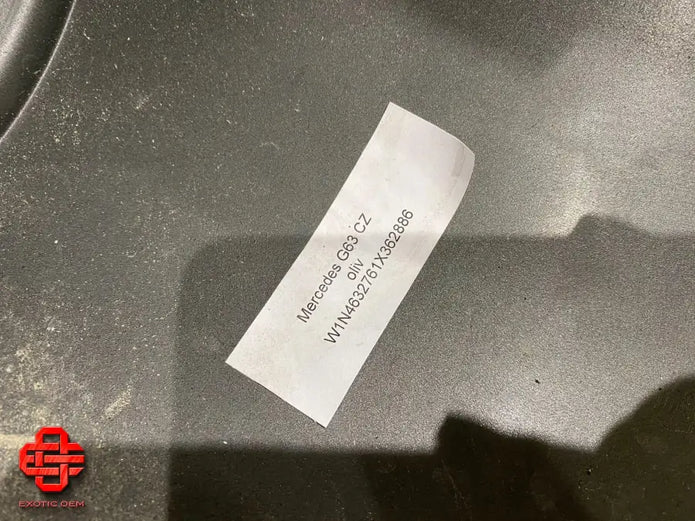 Mercedes G63 CZ
oliv
W1N4632761X362886
EXOTIC OEM